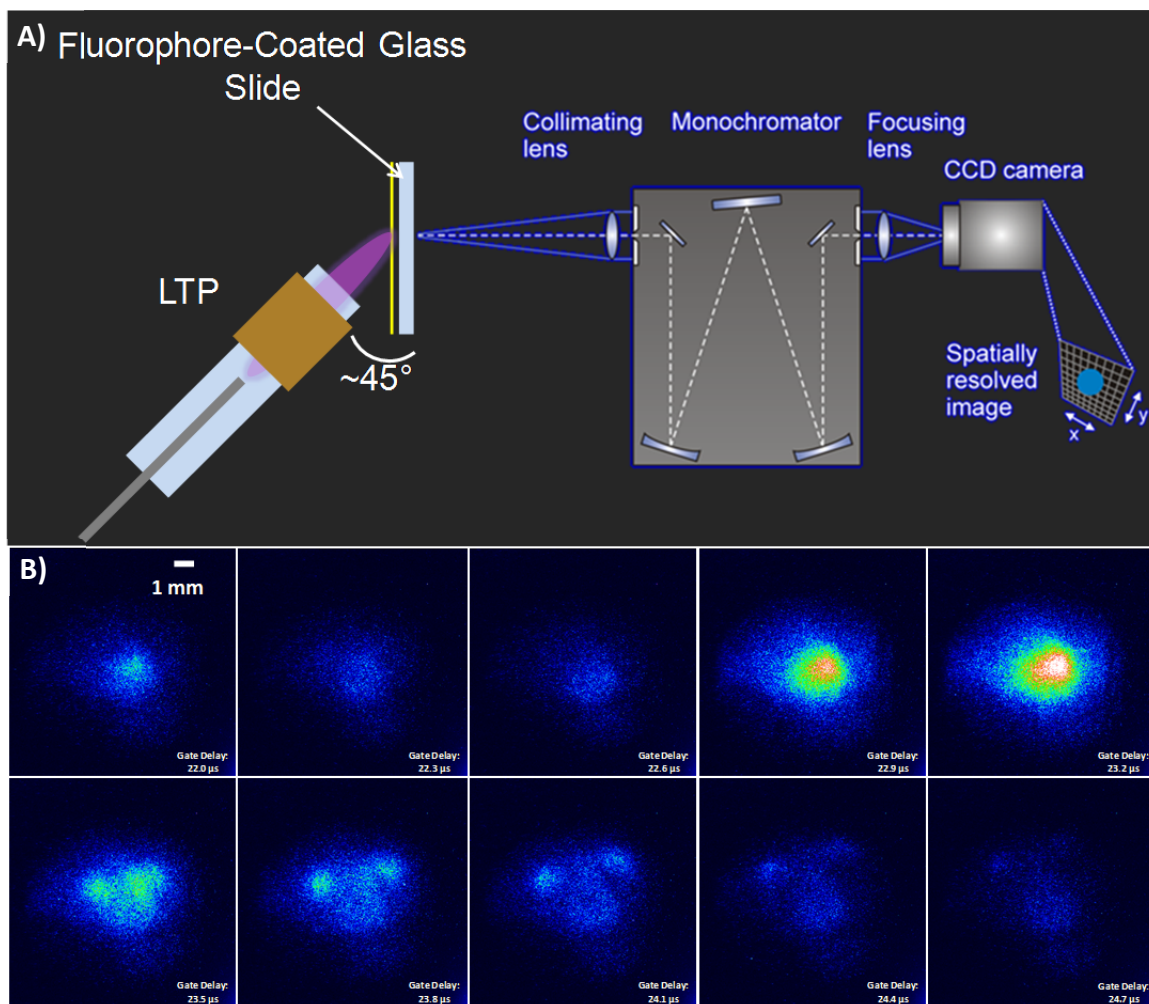 A)
Fluorophore-Coated Glass
Slide
LTP
~45°
Collimating
lens
Monochromator
Focusing
lens
CCD camera
Spatially
resolved
image
x
y
B)
1 mm
Gate Delay:
22.0 µs
Gate Delay:
22.3 µs
Gate Delay:
22.6 µs
Gate Delay:
22.9 µs
Gate Delay:
23.2 µs
Gate Delay:
23.5 µs
Gate Delay:
23.8 µs
Gate Delay:
24.1 µs
Gate Delay:
24.4 µs
Gate Delay:
24.7 µs